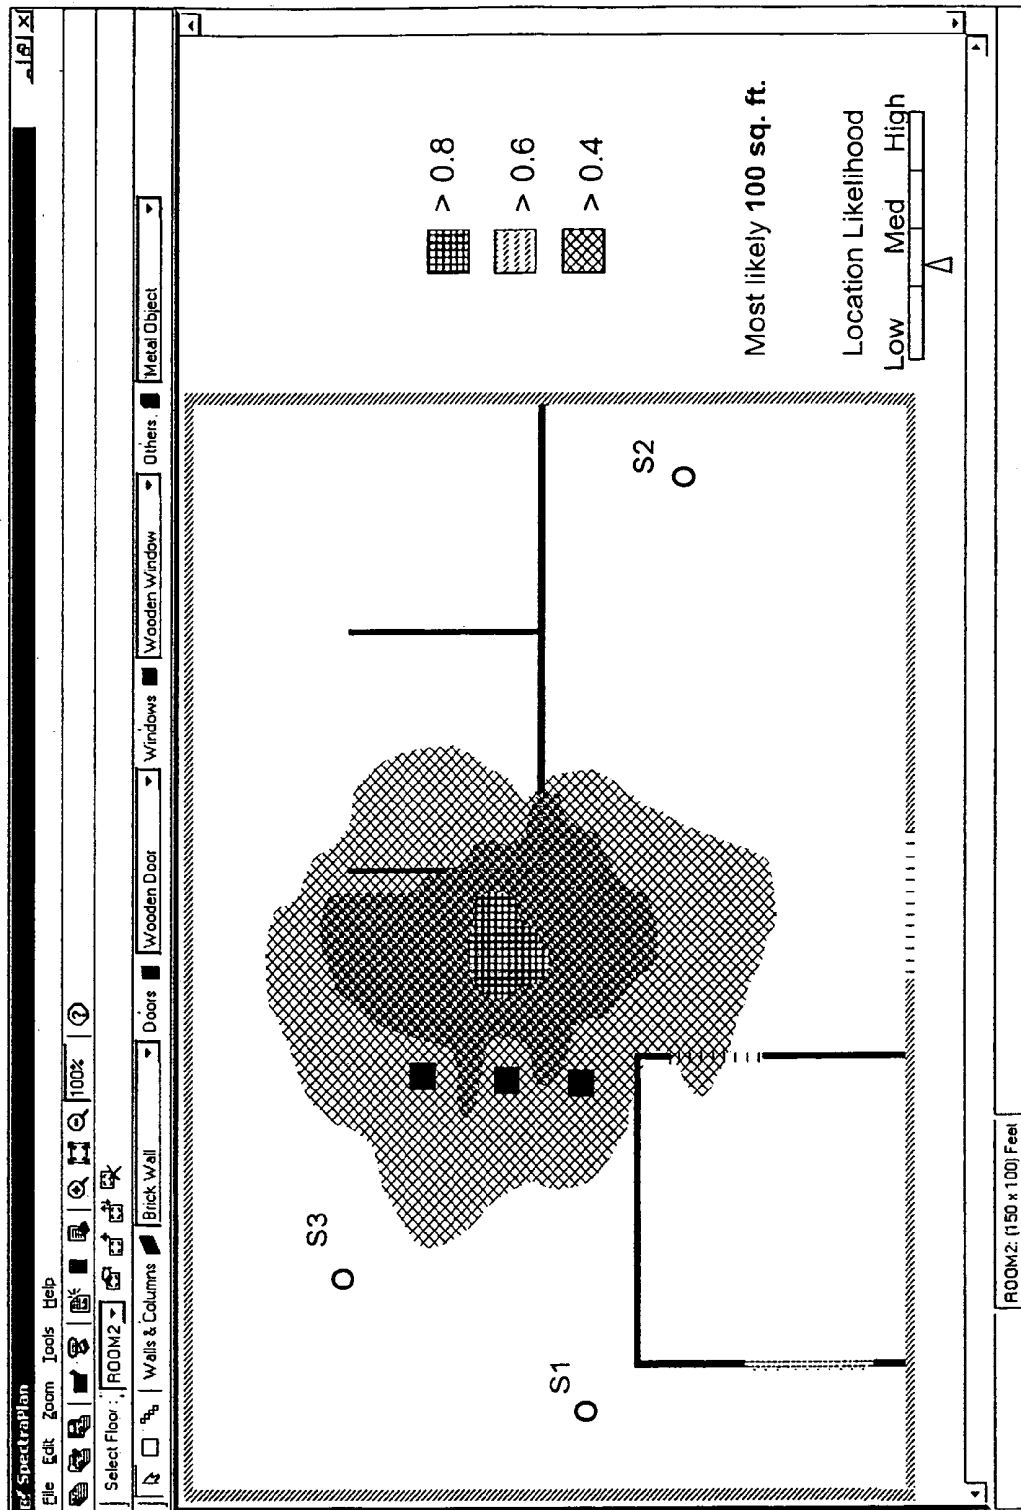 SpectraPlan
File Edit Zoom Tools Help
100%
Select Floor: ROOM2
Walls & Columns Brick Wall Doors Wooden Door Windows Wooden Window Others Metal Object
S3
S1
S2
> 0.8
> 0.6
> 0.4
Most likely 100 sq. ft.
Location Likelihood
Low Med High
ROOM2: (150 x 100) Feet